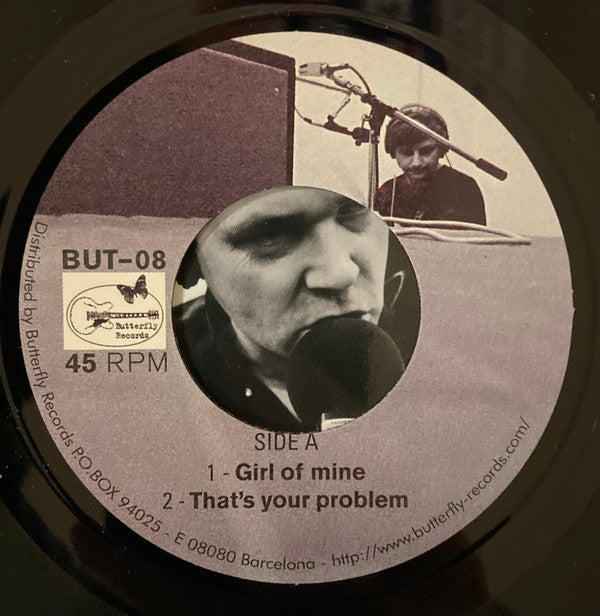 BUT-08
Butterfly
Records
45 RPM
SIDE A
1 - Girl of mine
2 - That's your problem
Distributed by Butterfly Records P.O.BOX 94025 - E 08080 Barcelona - http://www.butterfly-records.com/